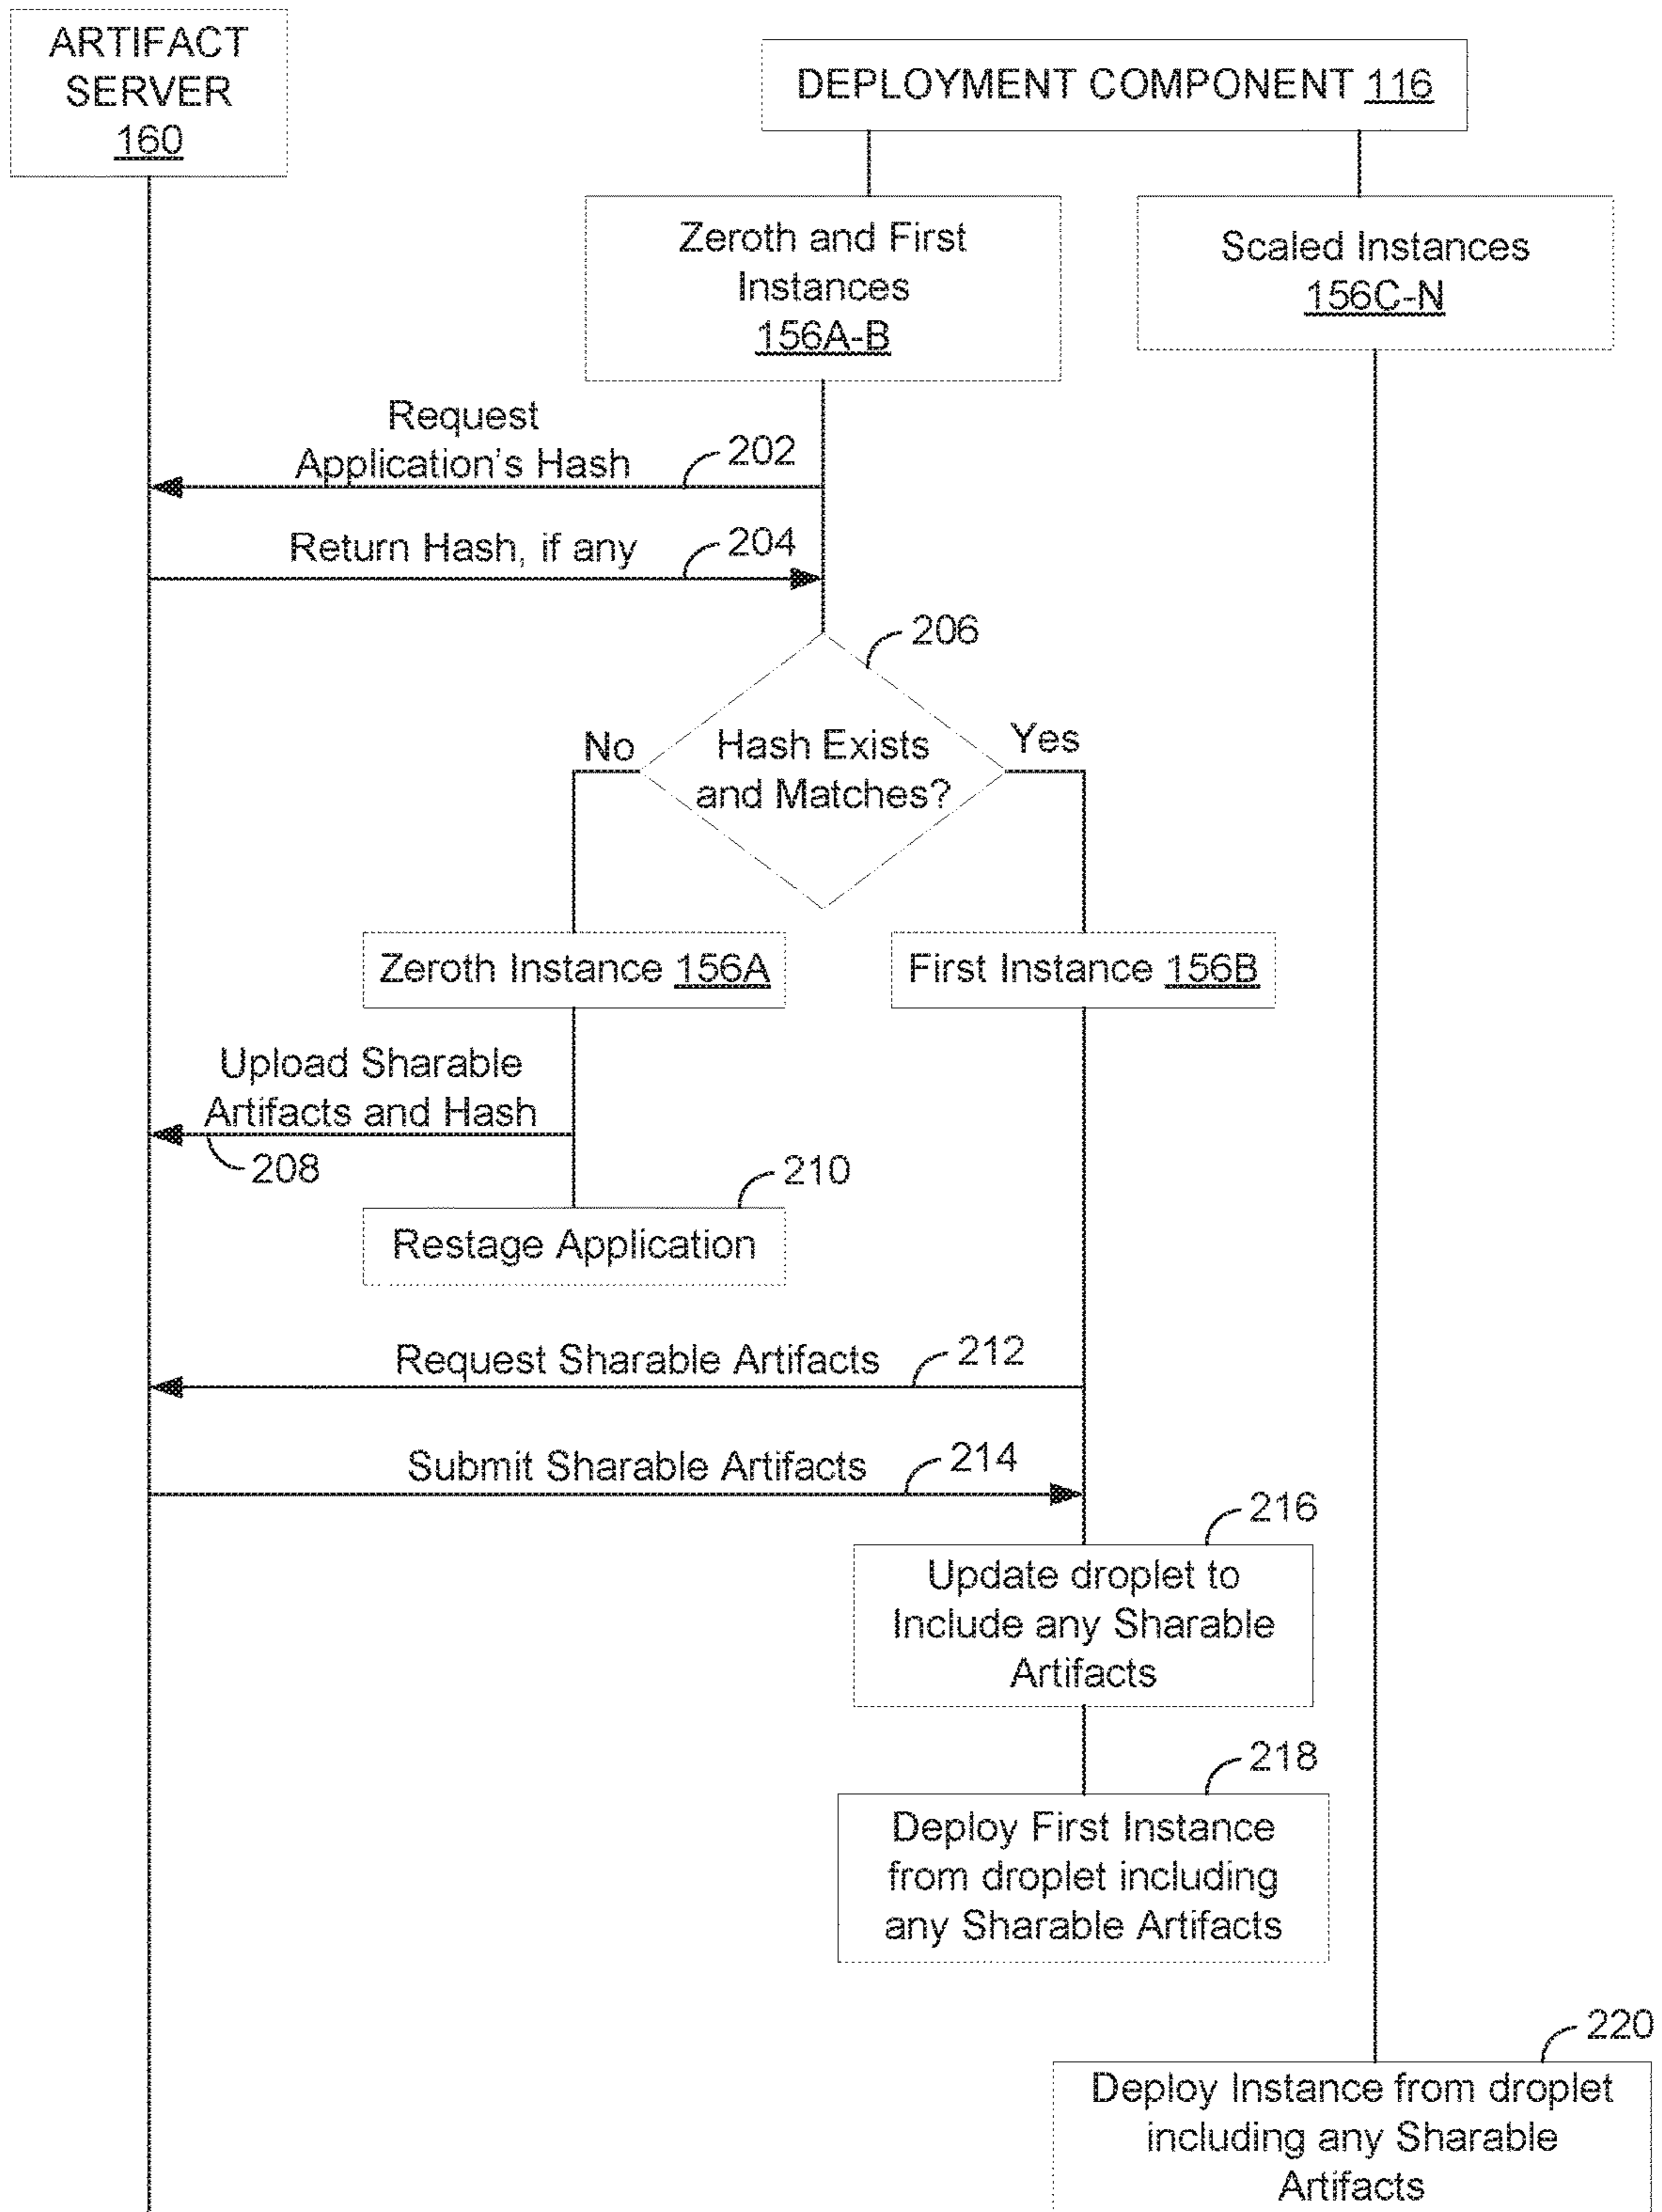 ARTIFACT
SERVER
160
DEPLOYMENT COMPONENT 116
Zeroth and First
Instances
156A-B
Scaled Instances
156C-N
Request
Application's Hash
202
Return Hash, if any
204
206
No
Hash Exists
and Matches?
Yes
Zeroth Instance 156A
First Instance 156B
Upload Sharable
Artifacts and Hash
208
210
Restage Application
Request Sharable Artifacts
212
Submit Sharable Artifacts
214
216
Update droplet to
Include any Sharable
Artifacts
218
Deploy First Instance
from droplet including
any Sharable Artifacts
220
Deploy Instance from droplet
including any Sharable
Artifacts